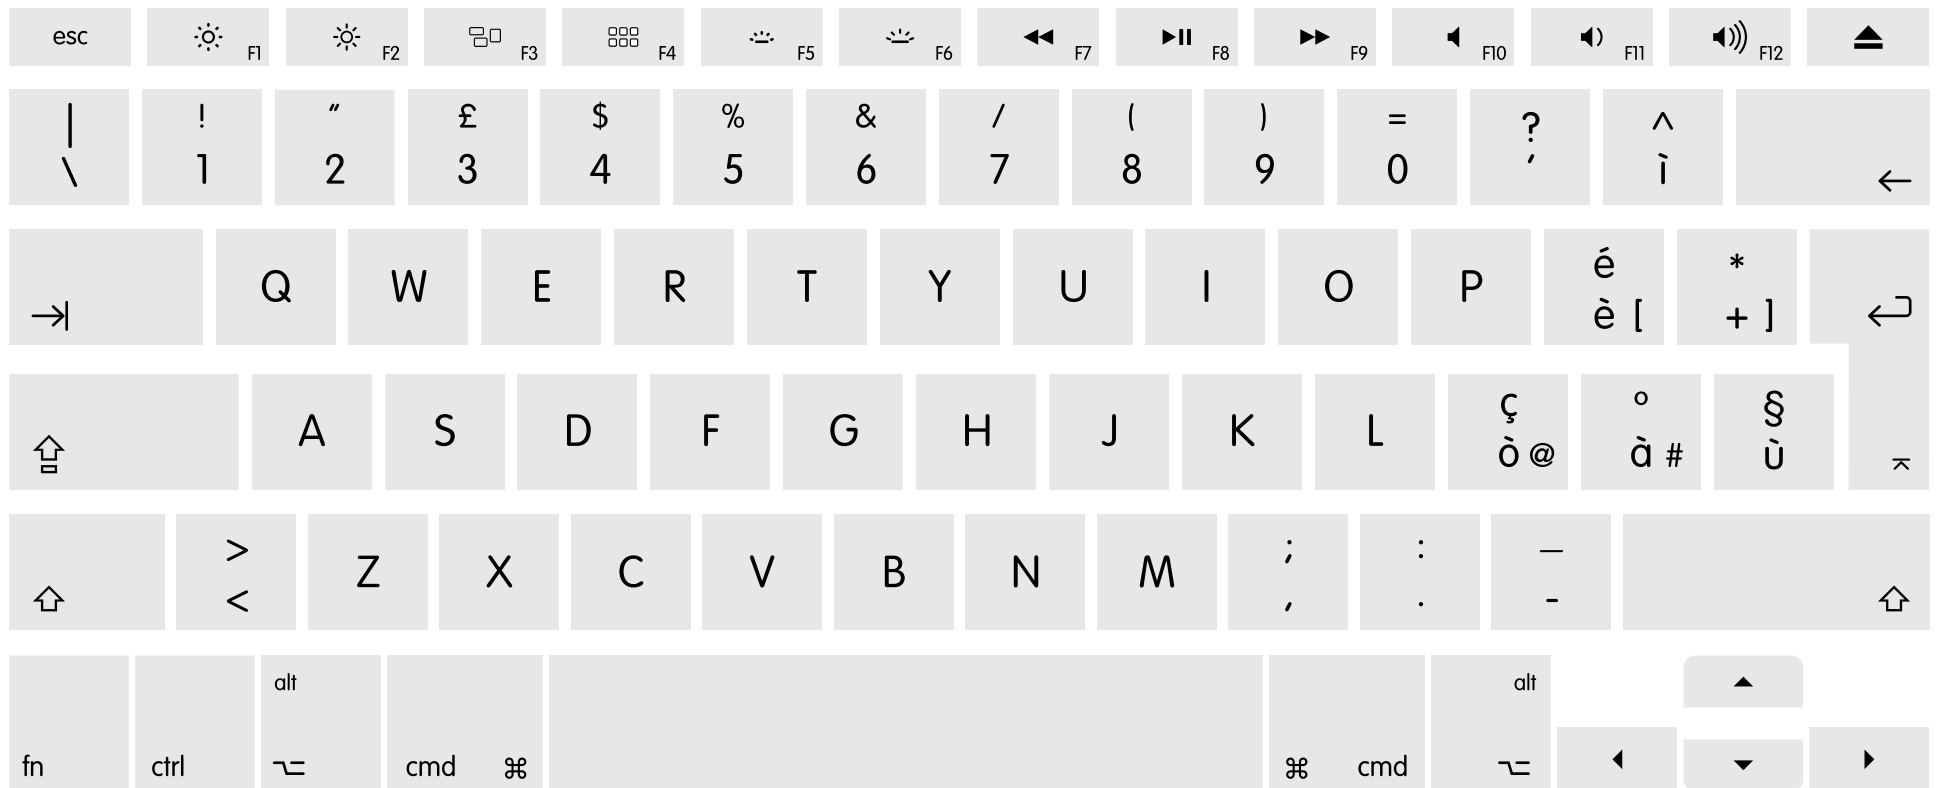 esc F1 F2 F3 F4 F5 F6 F7 F8 F9 F10 F11 F12
| ! ″ £ $ % & / ( ) = ? ^
\ 1 2 3 4 5 6 7 8 9 0 ' ì ←
é *
Q W E R T Y U I O P è [ + ]
ç ° §
A S D F G H J K L ò @ à # ù
> ; : _
< Z X C V B N M , . -
alt alt
fn ctrl ⌥ cmd ⌘ ⌘ cmd ⌥